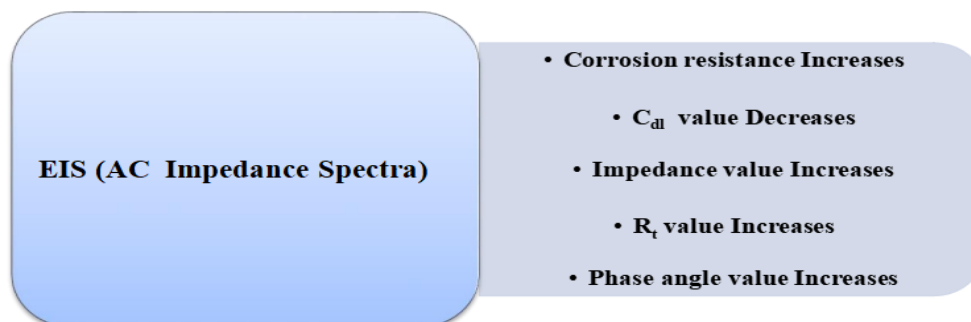 EIS (AC Impedance Spectra)
• Corrosion resistance Increases
• Cdl value Decreases
• Impedance value Increases
• Rt value Increases
• Phase angle value Increases